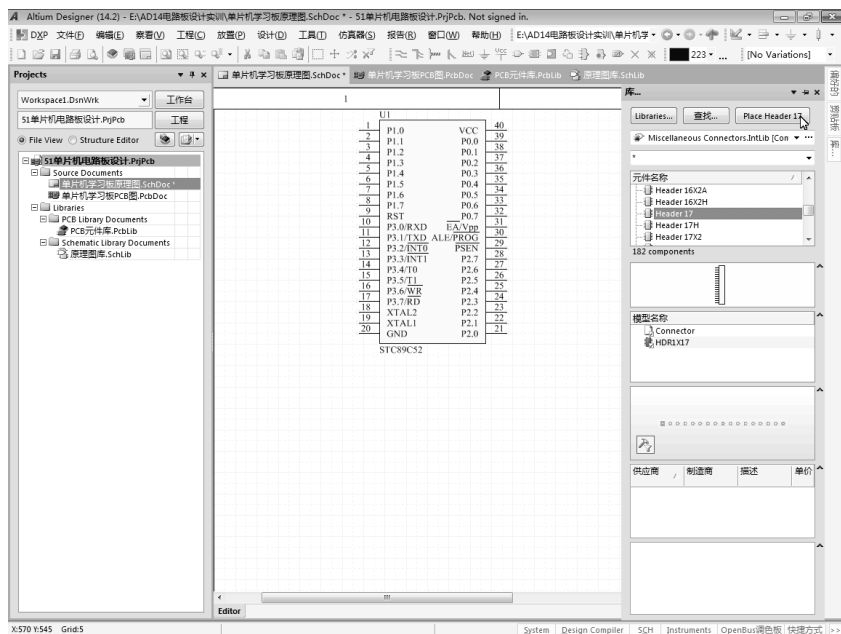 Altium Designer (14.2) - E:\AD14电路板设计实训\单片机学习板原理图.SchDoc * - 51单片机电路板设计.PrjPcb. Not signed in.
DXP 文件(F) 编辑(E) 察看(V) 工程(C) 放置(P) 设计(D) 工具(T) 仿真器(S) 报告(R) 窗口(W) 帮助(H) E:\AD14电路板设计实训\单片机学
223 [No Variations]
Projects
单片机学习板原理图.SchDoc * 单片机学习板PCB图.PcbDoc PCB元件库.PcbLib 原理图库.SchLib
Workspace1.DsnWrk 工作台
51单片机电路板设计.PrjPcb 工程
File View Structure Editor
51单片机电路板设计.PrjPcb
Source Documents
单片机学习板原理图.SchDoc *
单片机学习板PCB图.PcbDoc
Libraries
PCB Library Documents
PCB元件库.PcbLib
Schematic Library Documents
原理图库.SchLib
1
U1
1 P1.0 VCC 40
2 P1.1 P0.0 39
3 P1.2 P0.1 38
4 P1.3 P0.2 37
5 P1.4 P0.3 36
6 P1.5 P0.4 35
7 P1.6 P0.5 34
8 P1.7 P0.6 33
9 RST P0.7 32
10 P3.0/RXD EA/Vpp 31
11 P3.1/TXD ALE/PROG 30
12 P3.2/INT0 PSEN 29
13 P3.3/INT1 P2.7 28
14 P3.4/T0 P2.6 27
15 P3.5/T1 P2.5 26
16 P3.6/WR P2.4 25
17 P3.7/RD P2.3 24
18 XTAL2 P2.2 23
19 XTAL1 P2.1 22
20 GND P2.0 21
STC89C52
Editor
库...
Libraries... 查找... Place Header 17
Miscellaneous Connectors.IntLib [Con
*
元件名称
Header 16X2A
Header 16X2H
Header 17
Header 17H
Header 17X2
182 components
模型名称
Connector
HDR1X17
供应商 制造商 描述 单价
偏好的
剪贴板
库...
X:570 Y:545 Grid:5
System Design Compiler SCH Instruments OpenBus调色板 快捷方式 >>